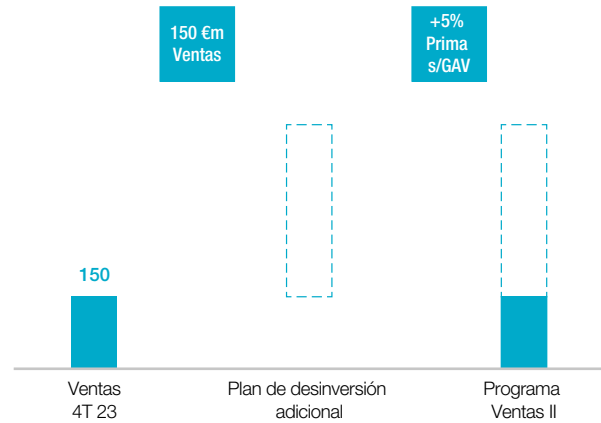 150 €m
Ventas
+5%
Prima
s/GAV
150
Ventas
4T 23
Plan de desinversión
adicional
Programa
Ventas II